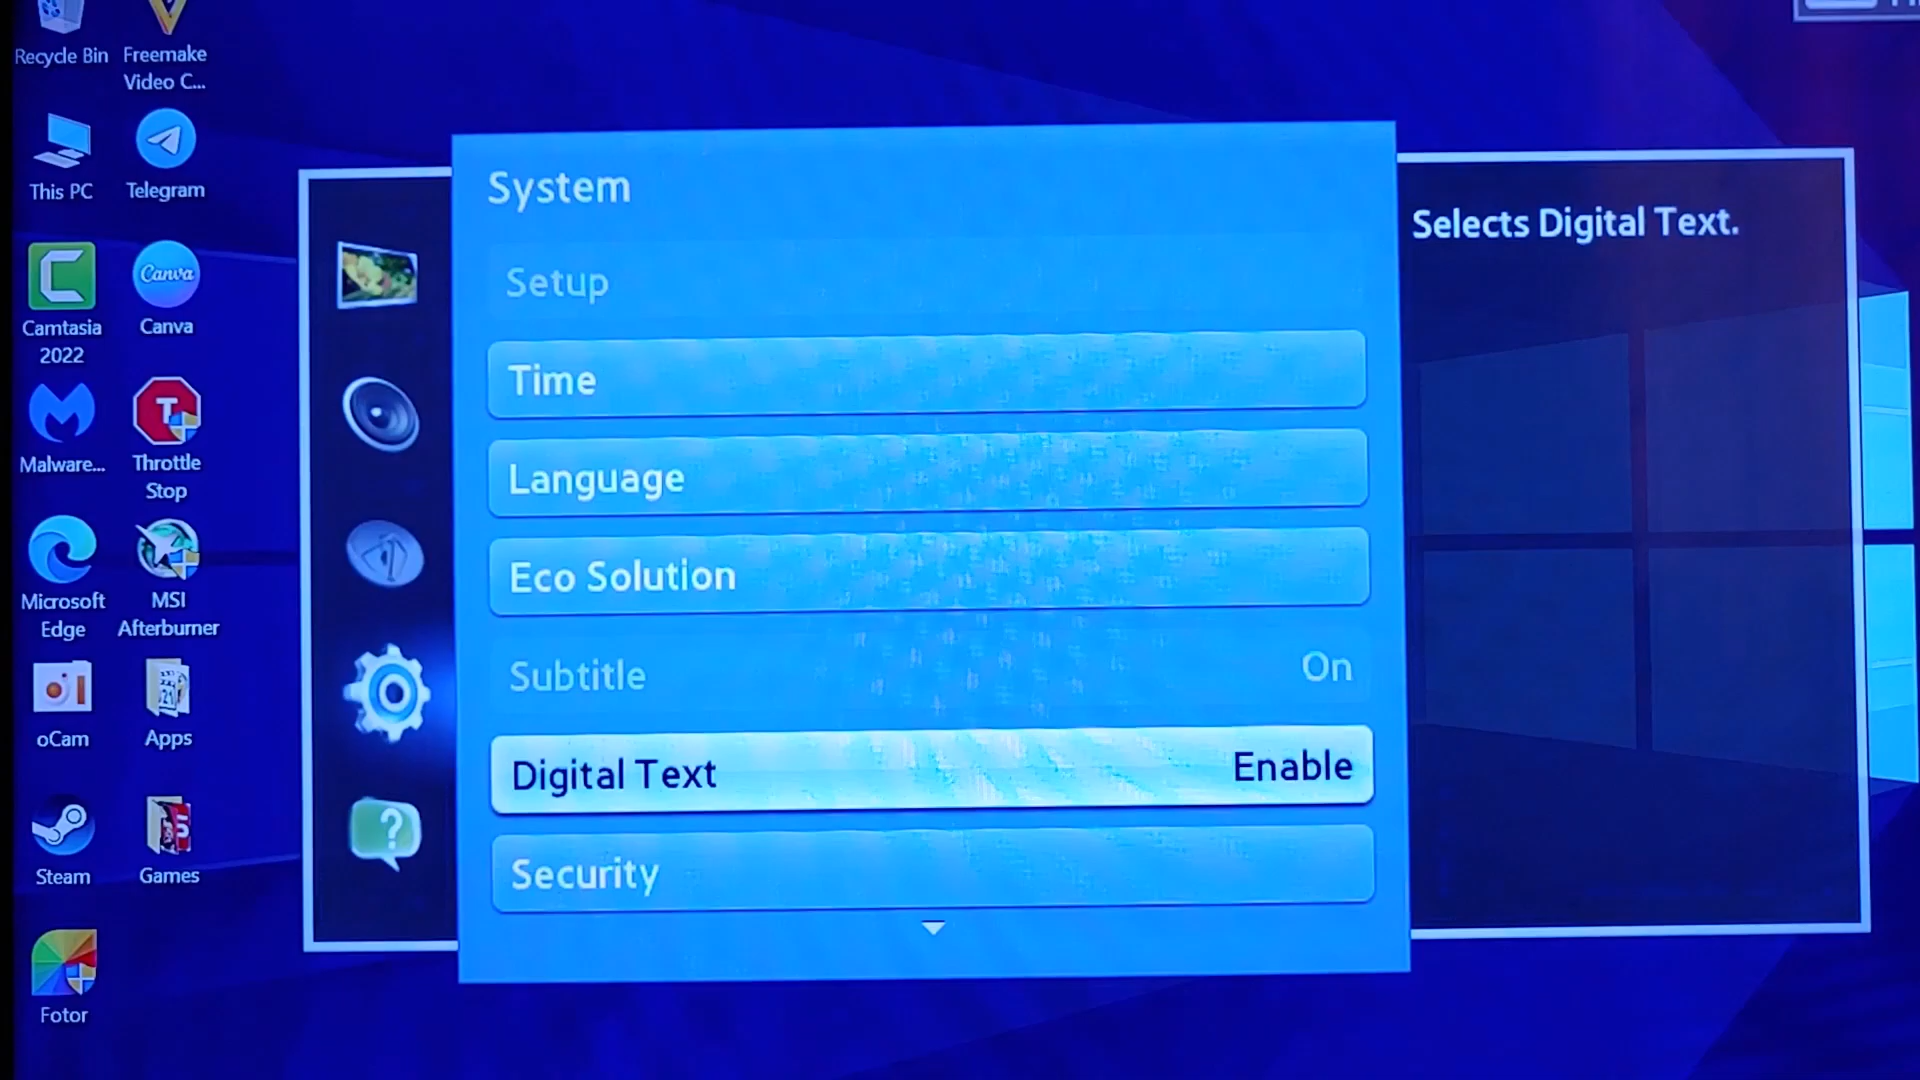 Recycle Bin
Freemake
Video C...
This PC
Telegram
Camtasia
2022
Canva
Canva
Malware...
T
Throttle
Stop
Microsoft
Edge
MSI
Afterburner
oCam
Apps
Steam
Games
Fotor
System
Setup
Time
Language
Eco Solution
Subtitle On
Digital Text Enable
Security
?
Selects Digital Text.